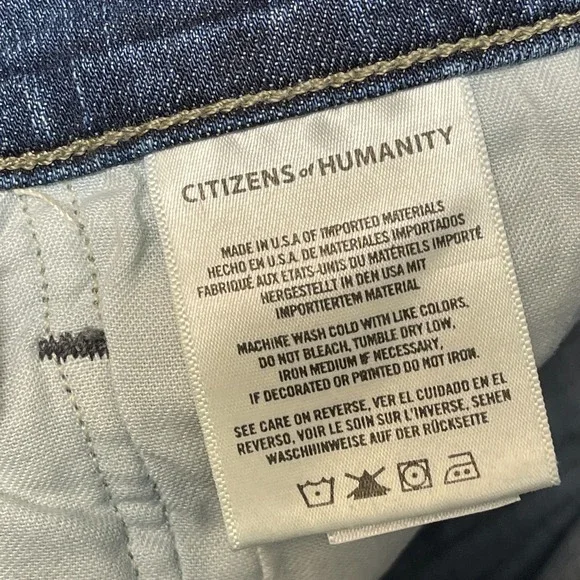 CITIZENS of HUMANITY
MADE IN U.S.A OF IMPORTED MATERIALS
HECHO EN U.S.A. DE MATERIALES IMPORTADOS
FABRIQUÉ AUX ETATS-UNIS DU MATÉRIELS IMPORTÉ
HERGESTELLT IN DEN USA MIT
IMPORTIERTEM MATERIAL
MACHINE WASH COLD WITH LIKE COLORS,
DO NOT BLEACH, TUMBLE DRY LOW,
IRON MEDIUM IF NECESSARY,
IF DECORATED OR PRINTED DO NOT IRON.
SEE CARE ON REVERSE, VER EL CUIDADO EN EL
REVERSO, VOIR LE SOIN SUR L'INVERSE, SEHEN
WASCHHINWEISE AUF DER RÜCKSEITE